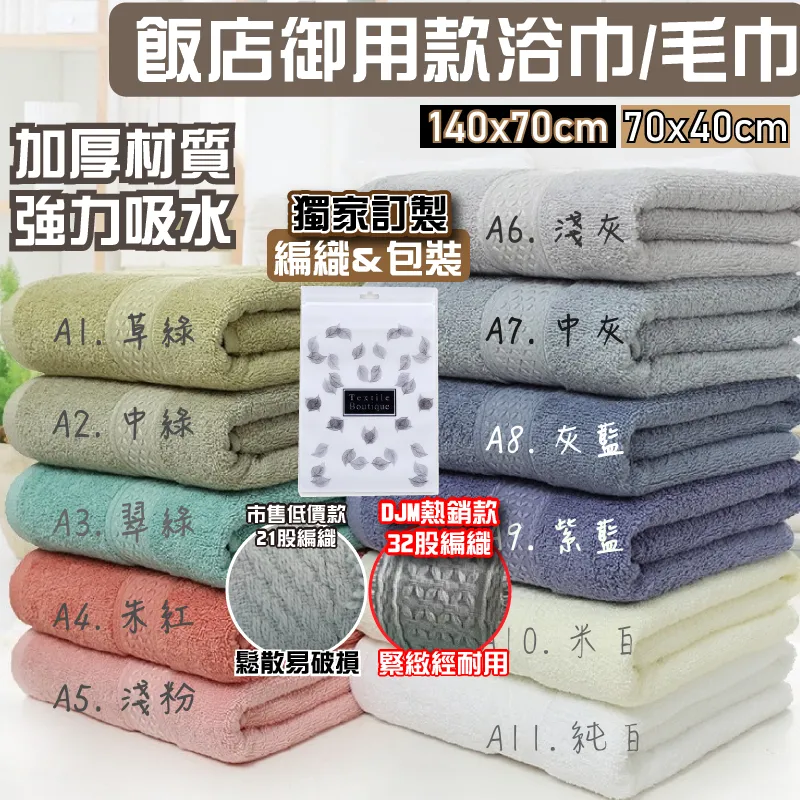 飯店御用款浴巾/毛巾
140x70cm 70x40cm
加厚材質
強力吸水
獨家訂製
編織&包裝
Textile
Boutique
A1. 草綠
A2. 中綠
A3. 翠綠
A4. 朱紅
A5. 淺粉
A6. 淺灰
A7. 中灰
A8. 灰藍
9. 紫藍
10. 米白
A11. 純白
市售低價款
21股編織
鬆散易破損
DJM熱銷款
32股編織
緊緻經耐用